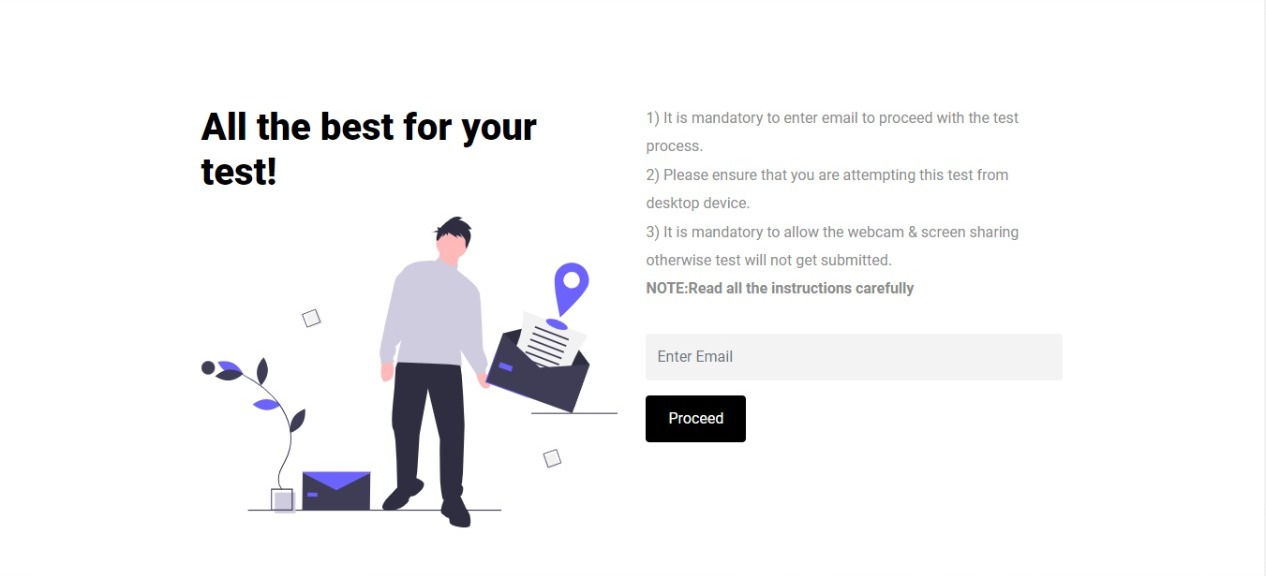 All the best for your
test!
1) It is mandatory to enter email to proceed with the test
process.
2) Please ensure that you are attempting this test from
desktop device.
3) It is mandatory to allow the webcam & screen sharing
otherwise test will not get submitted.
NOTE:Read all the instructions carefully
Enter Email
Proceed